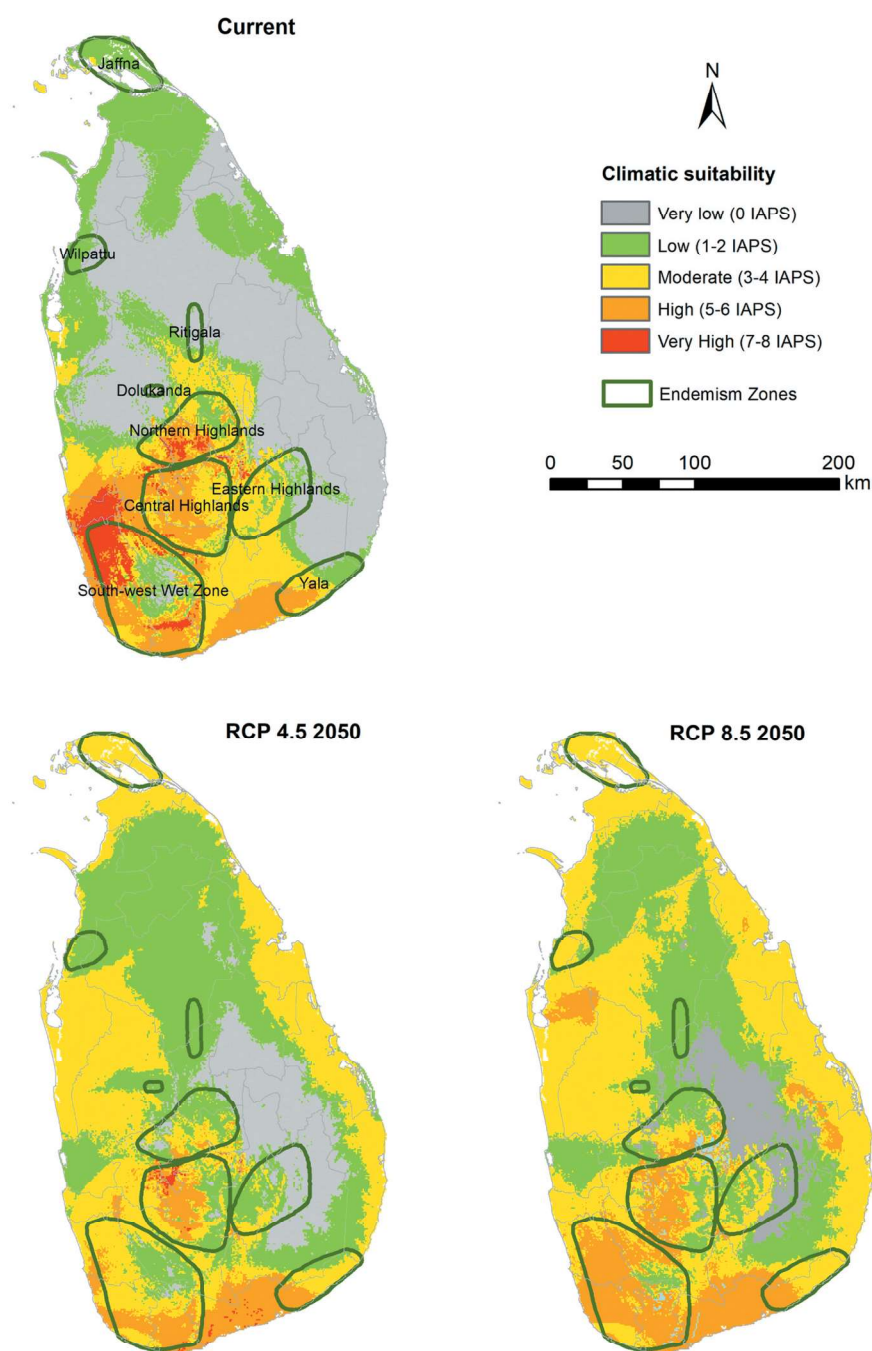 Current
Jaffna
N
Climatic suitability
Very low (0 IAPS)
Low (1-2 IAPS)
Wilpattu
Moderate (3-4 IAPS)
High (5-6 IAPS)
Ritigala
Very High (7-8 IAPS)
Dolukanda
Endemism Zones
Northern Highlands
0 50 100 200
km
Eastern Highlands
Central Highlands
Yala
South-west Wet Zone
RCP 4.5 2050
RCP 8.5 2050